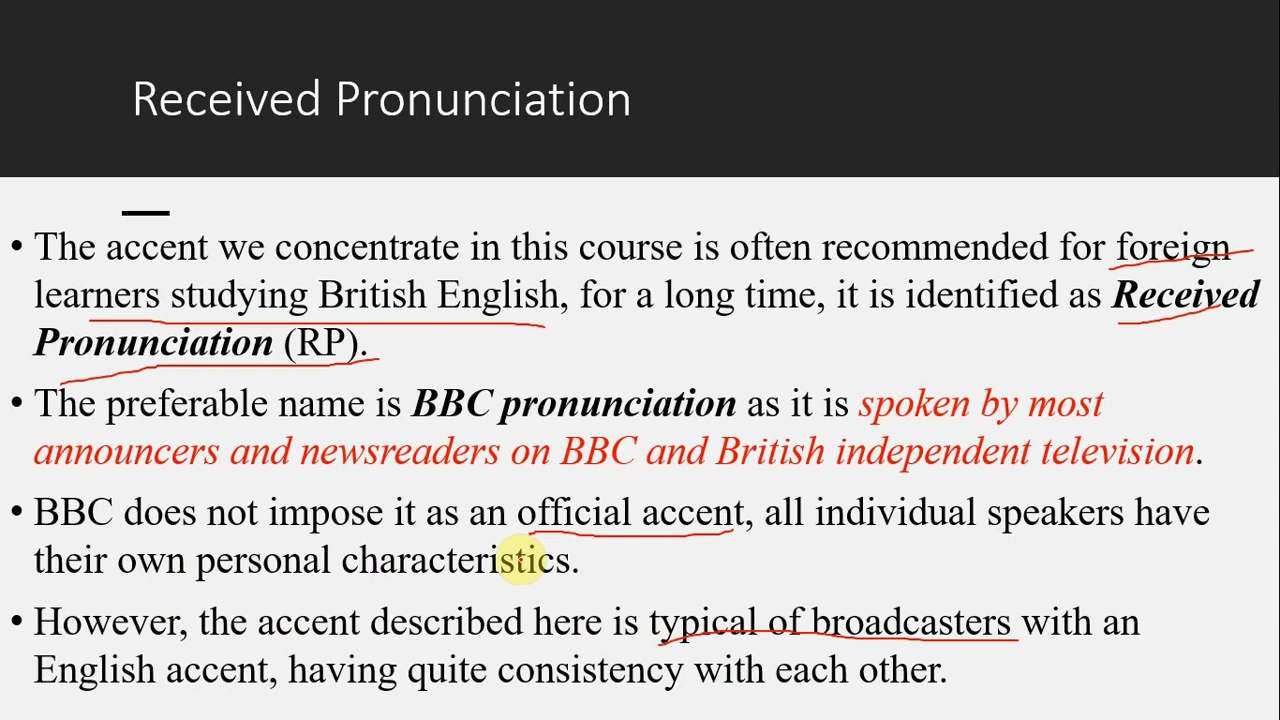 Received Pronunciation
• The accent we concentrate in this course is often recommended for foreign
learners studying British English, for a long time, it is identified as Received
Pronunciation (RP).
• The preferable name is BBC pronunciation as it is spoken by most
announcers and newsreaders on BBC and British independent television.
• BBC does not impose it as an official accent, all individual speakers have
their own personal characteristics.
• However, the accent described here is typical of broadcasters with an
English accent, having quite consistency with each other.